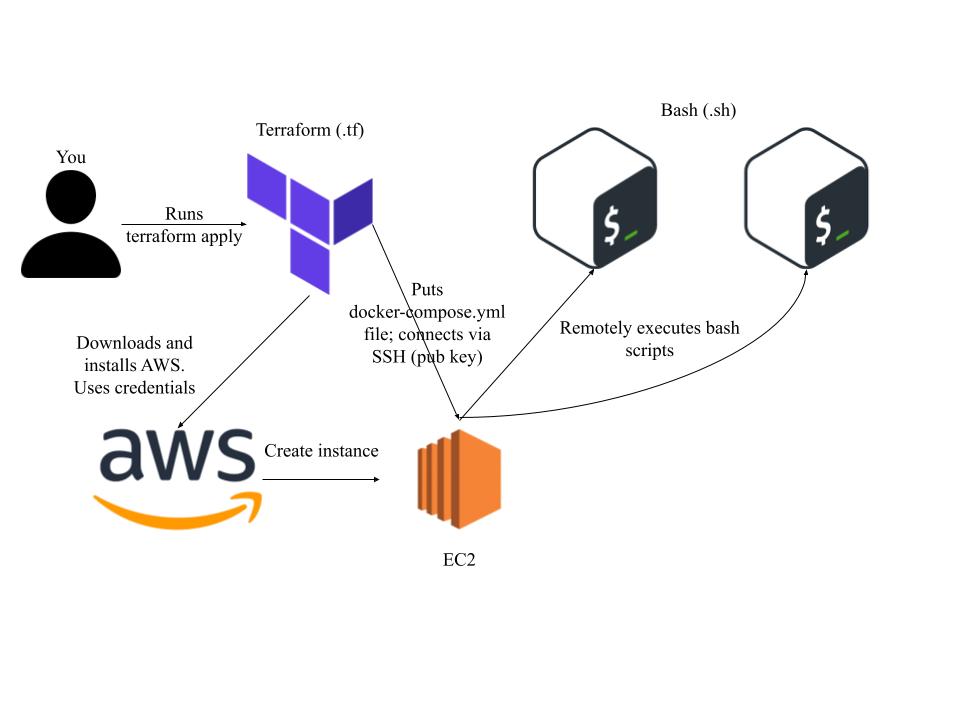 Bash (.sh)
Terraform (.tf)
You
Runs
terraform apply
$_
$_
Puts
docker-compose.yml
file; connects via
SSH (pub key)
Remotely executes bash
scripts
Downloads and
installs AWS.
Uses credentials
aws
Create instance
EC2